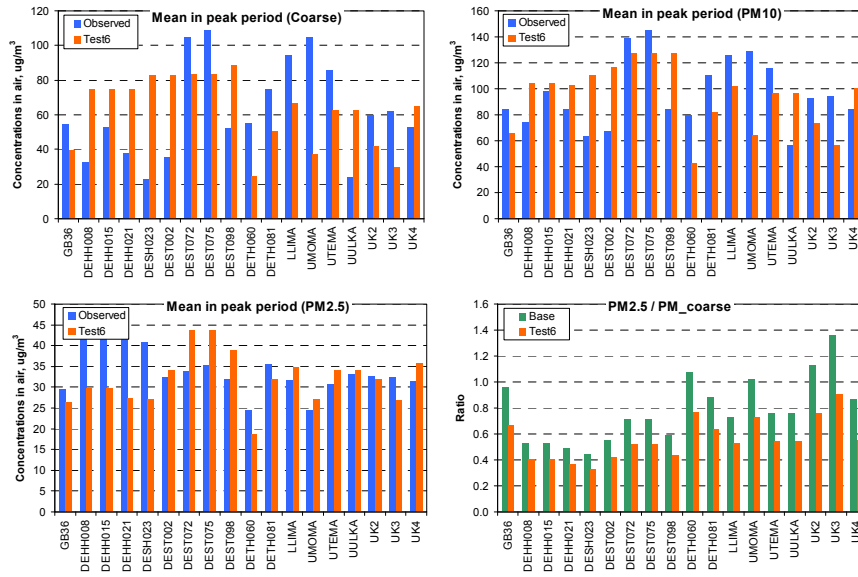 Mean in peak period (Coarse)
Observed
Test6
Concentrations in air, ug/m³
120
100
80
60
40
20
0
GB36
DEHH008
DEHH015
DEHH021
DESH023
DEST002
DEST072
DEST075
DEST098
DETH060
DETH081
LLIMA
UMOMA
UTEMA
UULKA
UK2
UK3
UK4
Mean in peak period (PM10)
Observed
Test6
Concentrations in air, ug/m³
160
140
120
100
80
60
40
20
0
GB36
DEHH008
DEHH015
DEHH021
DESH023
DEST002
DEST072
DEST075
DEST098
DETH060
DETH081
LLIMA
UMOMA
UTEMA
UULKA
UK2
UK3
UK4
Mean in peak period (PM2.5)
Observed
Test6
Concentrations in air, ug/m³
50
45
40
35
30
25
20
15
10
5
0
GB36
DEHH008
DEHH015
DEHH021
DESH023
DEST002
DEST072
DEST075
DEST098
DETH060
DETH081
LLIMA
UMOMA
UTEMA
UULKA
UK2
UK3
UK4
PM2.5 / PM_coarse
Base
Test6
Ratio
1.6
1.4
1.2
1.0
0.8
0.6
0.4
0.2
0.0
GB36
DEHH008
DEHH015
DEHH021
DESH023
DEST002
DEST072
DEST075
DEST098
DETH060
DETH081
LLIMA
UMOMA
UTEMA
UULKA
UK2
UK3
UK4